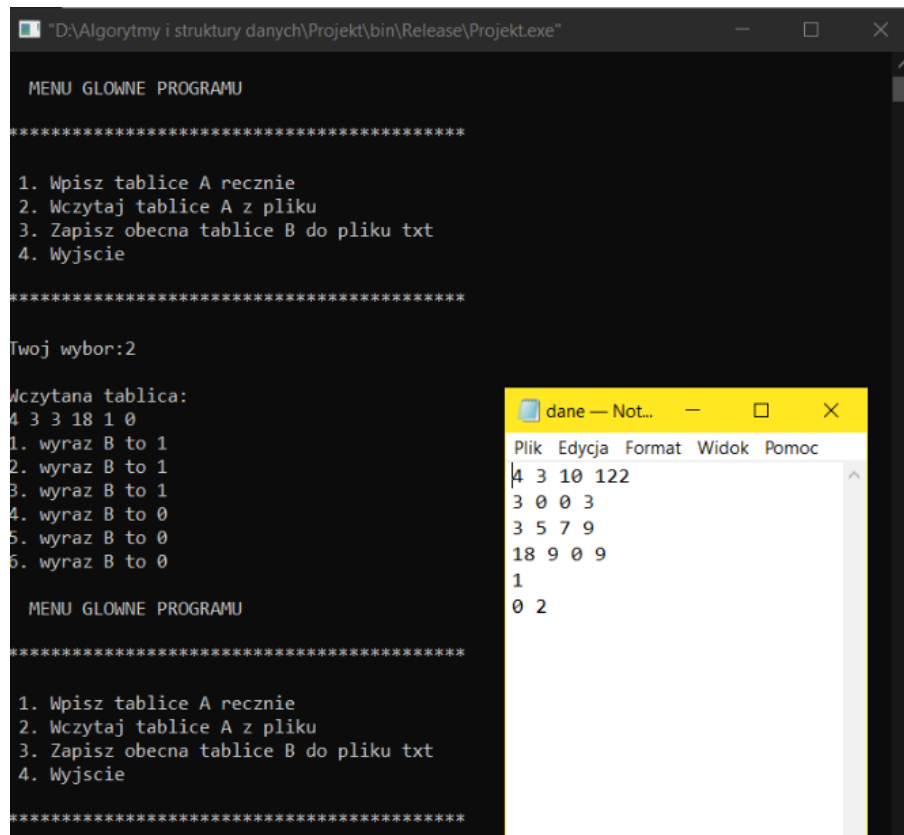 "D:\Algorytmy i struktury danych\Projekt\bin\Release\Projekt.exe"
MENU GLOWNE PROGRAMU
*******************************************
1. Wpisz tablice A recznie
2. Wczytaj tablice A z pliku
3. Zapisz obecna tablice B do pliku txt
4. Wyjscie
*******************************************
Twoj wybor:2
Wczytana tablica:
4 3 3 18 1 0
1. wyraz B to 1
2. wyraz B to 1
3. wyraz B to 1
4. wyraz B to 0
5. wyraz B to 0
6. wyraz B to 0
MENU GLOWNE PROGRAMU
*******************************************
1. Wpisz tablice A recznie
2. Wczytaj tablice A z pliku
3. Zapisz obecna tablice B do pliku txt
4. Wyjscie
*******************************************
dane — Not...
Plik Edycja Format Widok Pomoc
4 3 10 122
3 0 0 3
3 5 7 9
18 9 0 9
1
0 2